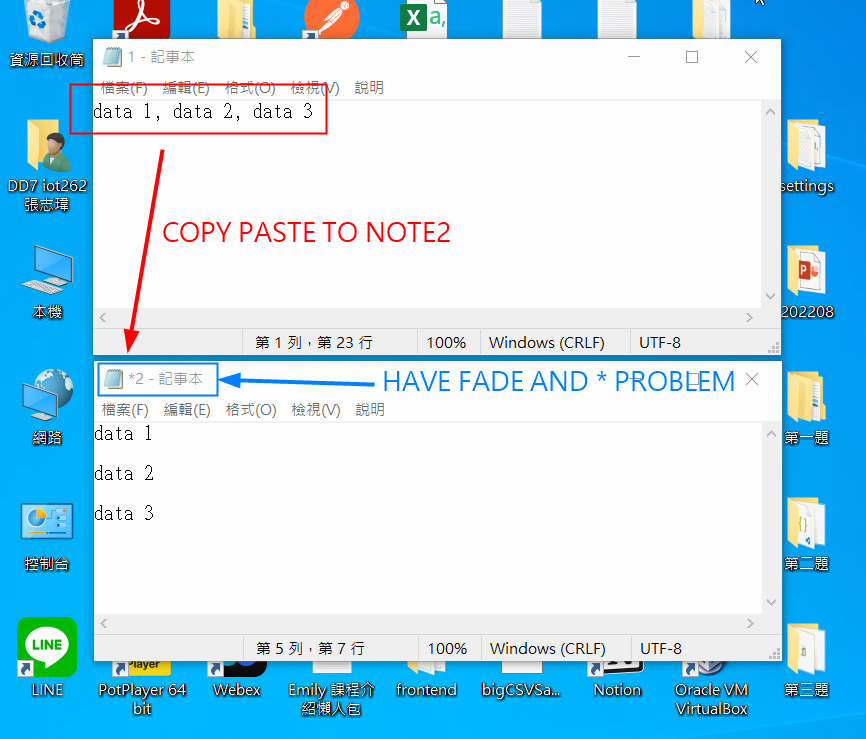 資源回收筒
a,
1 - 記事本
檔案(F) 編輯(E) 格式(O) 檢視(V) 說明
data 1, data 2, data 3
DD7 iot262
張志瑋
settings
COPY PASTE TO NOTE2
本機
202208
第 1 列，第 23 行 100% Windows (CRLF) UTF-8
*2 - 記事本
HAVE FADE AND * PROBLEM
檔案(F) 編輯(E) 格式(O) 檢視(V) 說明
data 1
網路
第一題
data 2
data 3
控制台
第二題
第 5 列，第 7 行 100% Windows (CRLF) UTF-8
LINE
Player
LINE
PotPlayer 64
bit
Webex
Emily 課程介
紹懶人包
frontend
bigCSVSa...
Notion
Oracle VM
VirtualBox
第三題